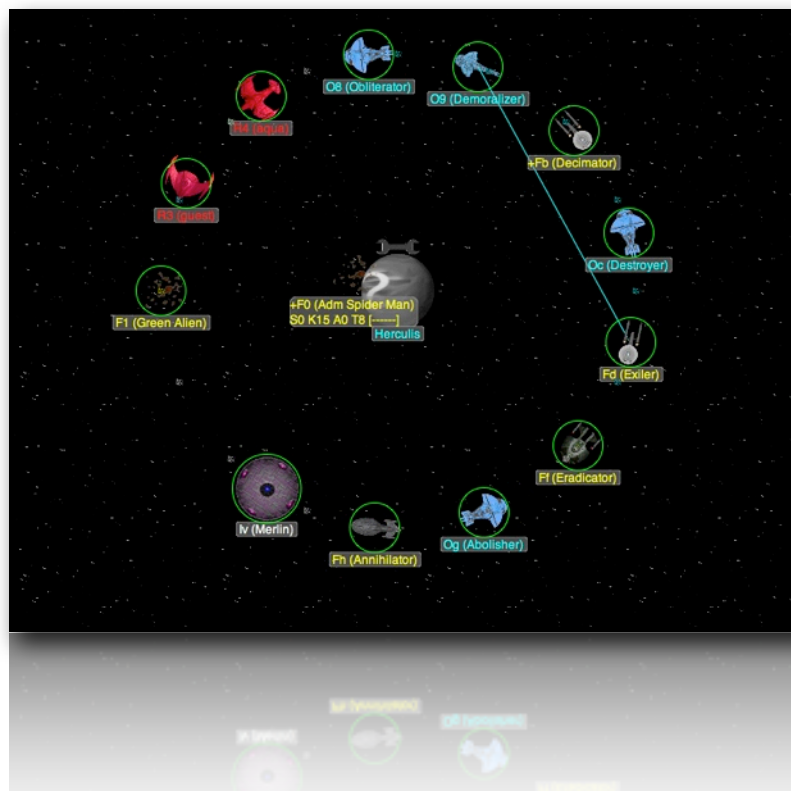 O8 (Obliterator)
O9 (Demoralizer)
R4 (aqua)
+Fb (Decimator)
R3 (guest)
Oc (Destroyer)
+F0 (Adm Spider Man)
S0 K15 A0 T8 [------]
F1 (Green Alien)
Herculis
?
Fd (Exiler)
Ff (Eradicator)
Iv (Merlin)
Og (Abolisher)
Fh (Annihilator)